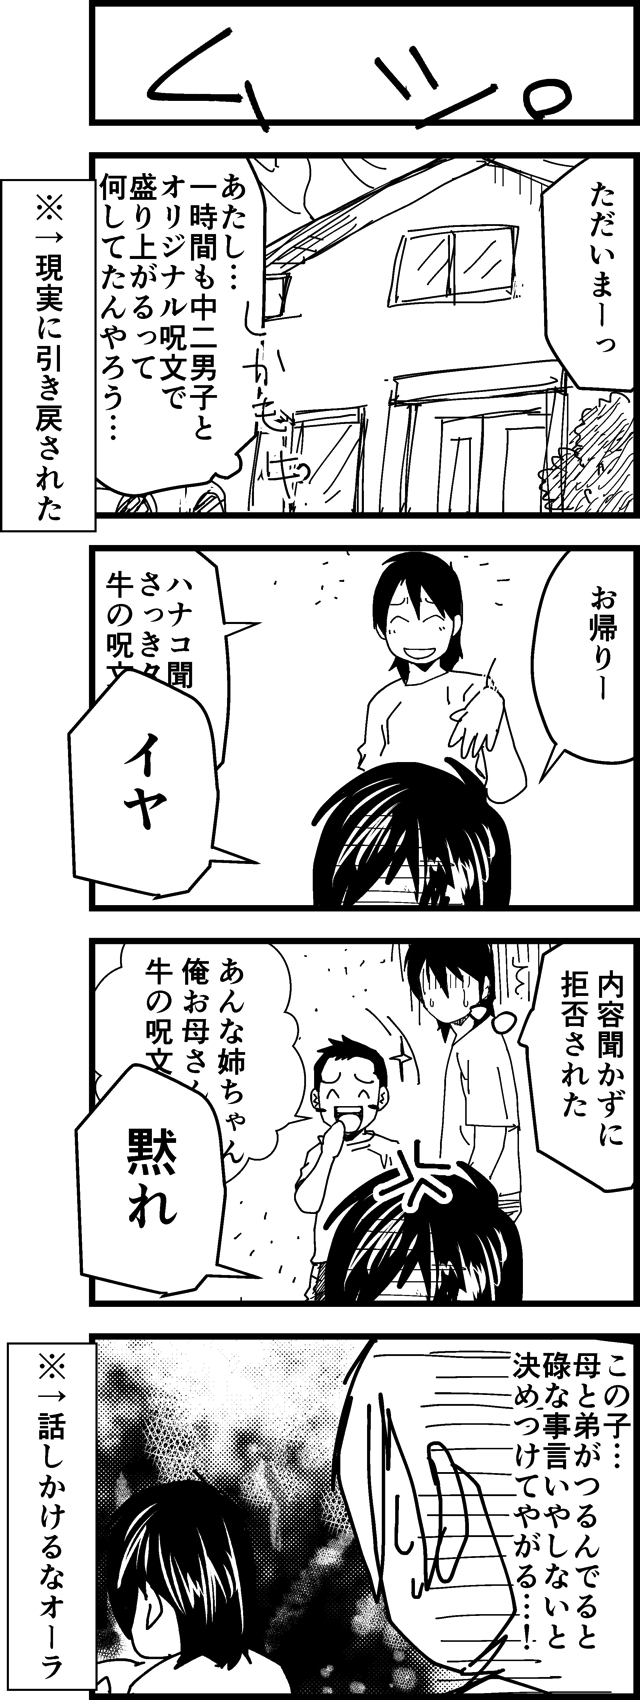 ムシ。
ただいまーっ
あたし…
一時間も中二男子と
オリジナル呪文で
盛り上がるって
何してたんやろう…
しかも牛。
※→現実に引き戻された
お帰りー
ハナコ聞
さっきタ
牛の呪文
イヤ
内容聞かずに
拒否された
あんな姉ちゃん
俺お母さん
牛の呪文
黙れ
この子…
母と弟がつるんでると
碌な事言いやしないと
決めつけてやがる…！
※→話しかけるなオーラ